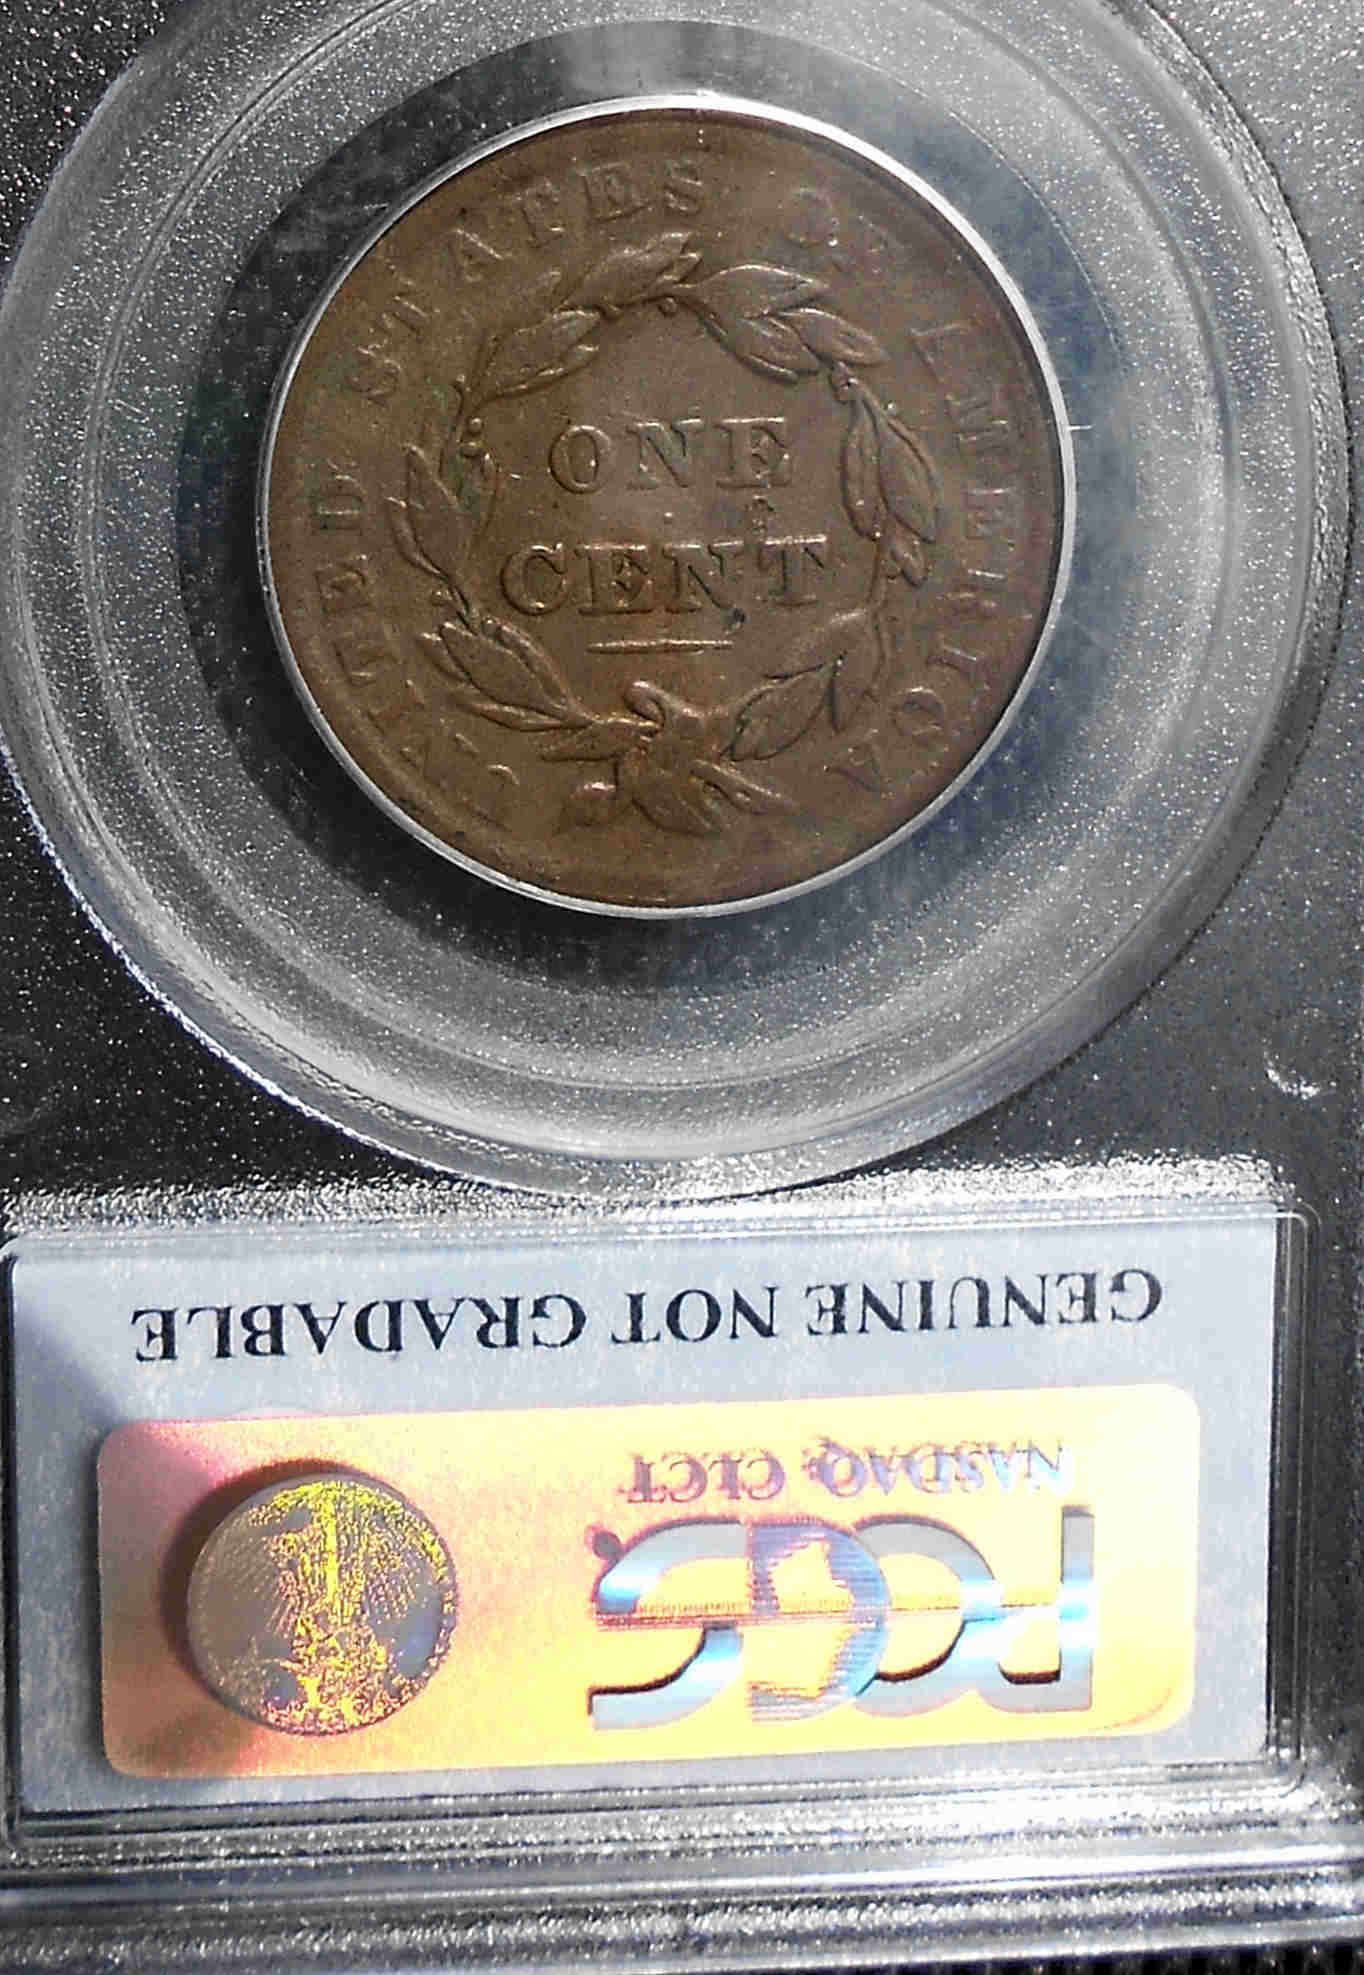 UNITED STATES OF AMERICA
ONE
CENT
GENUINE NOT GRADABLE
NASDAQ: CLCT
PCGS